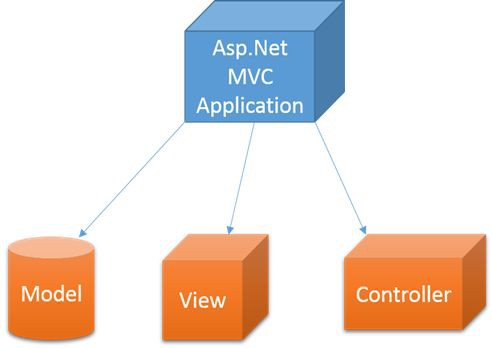 Asp.Net
MVC
Application
Model
View
Controller